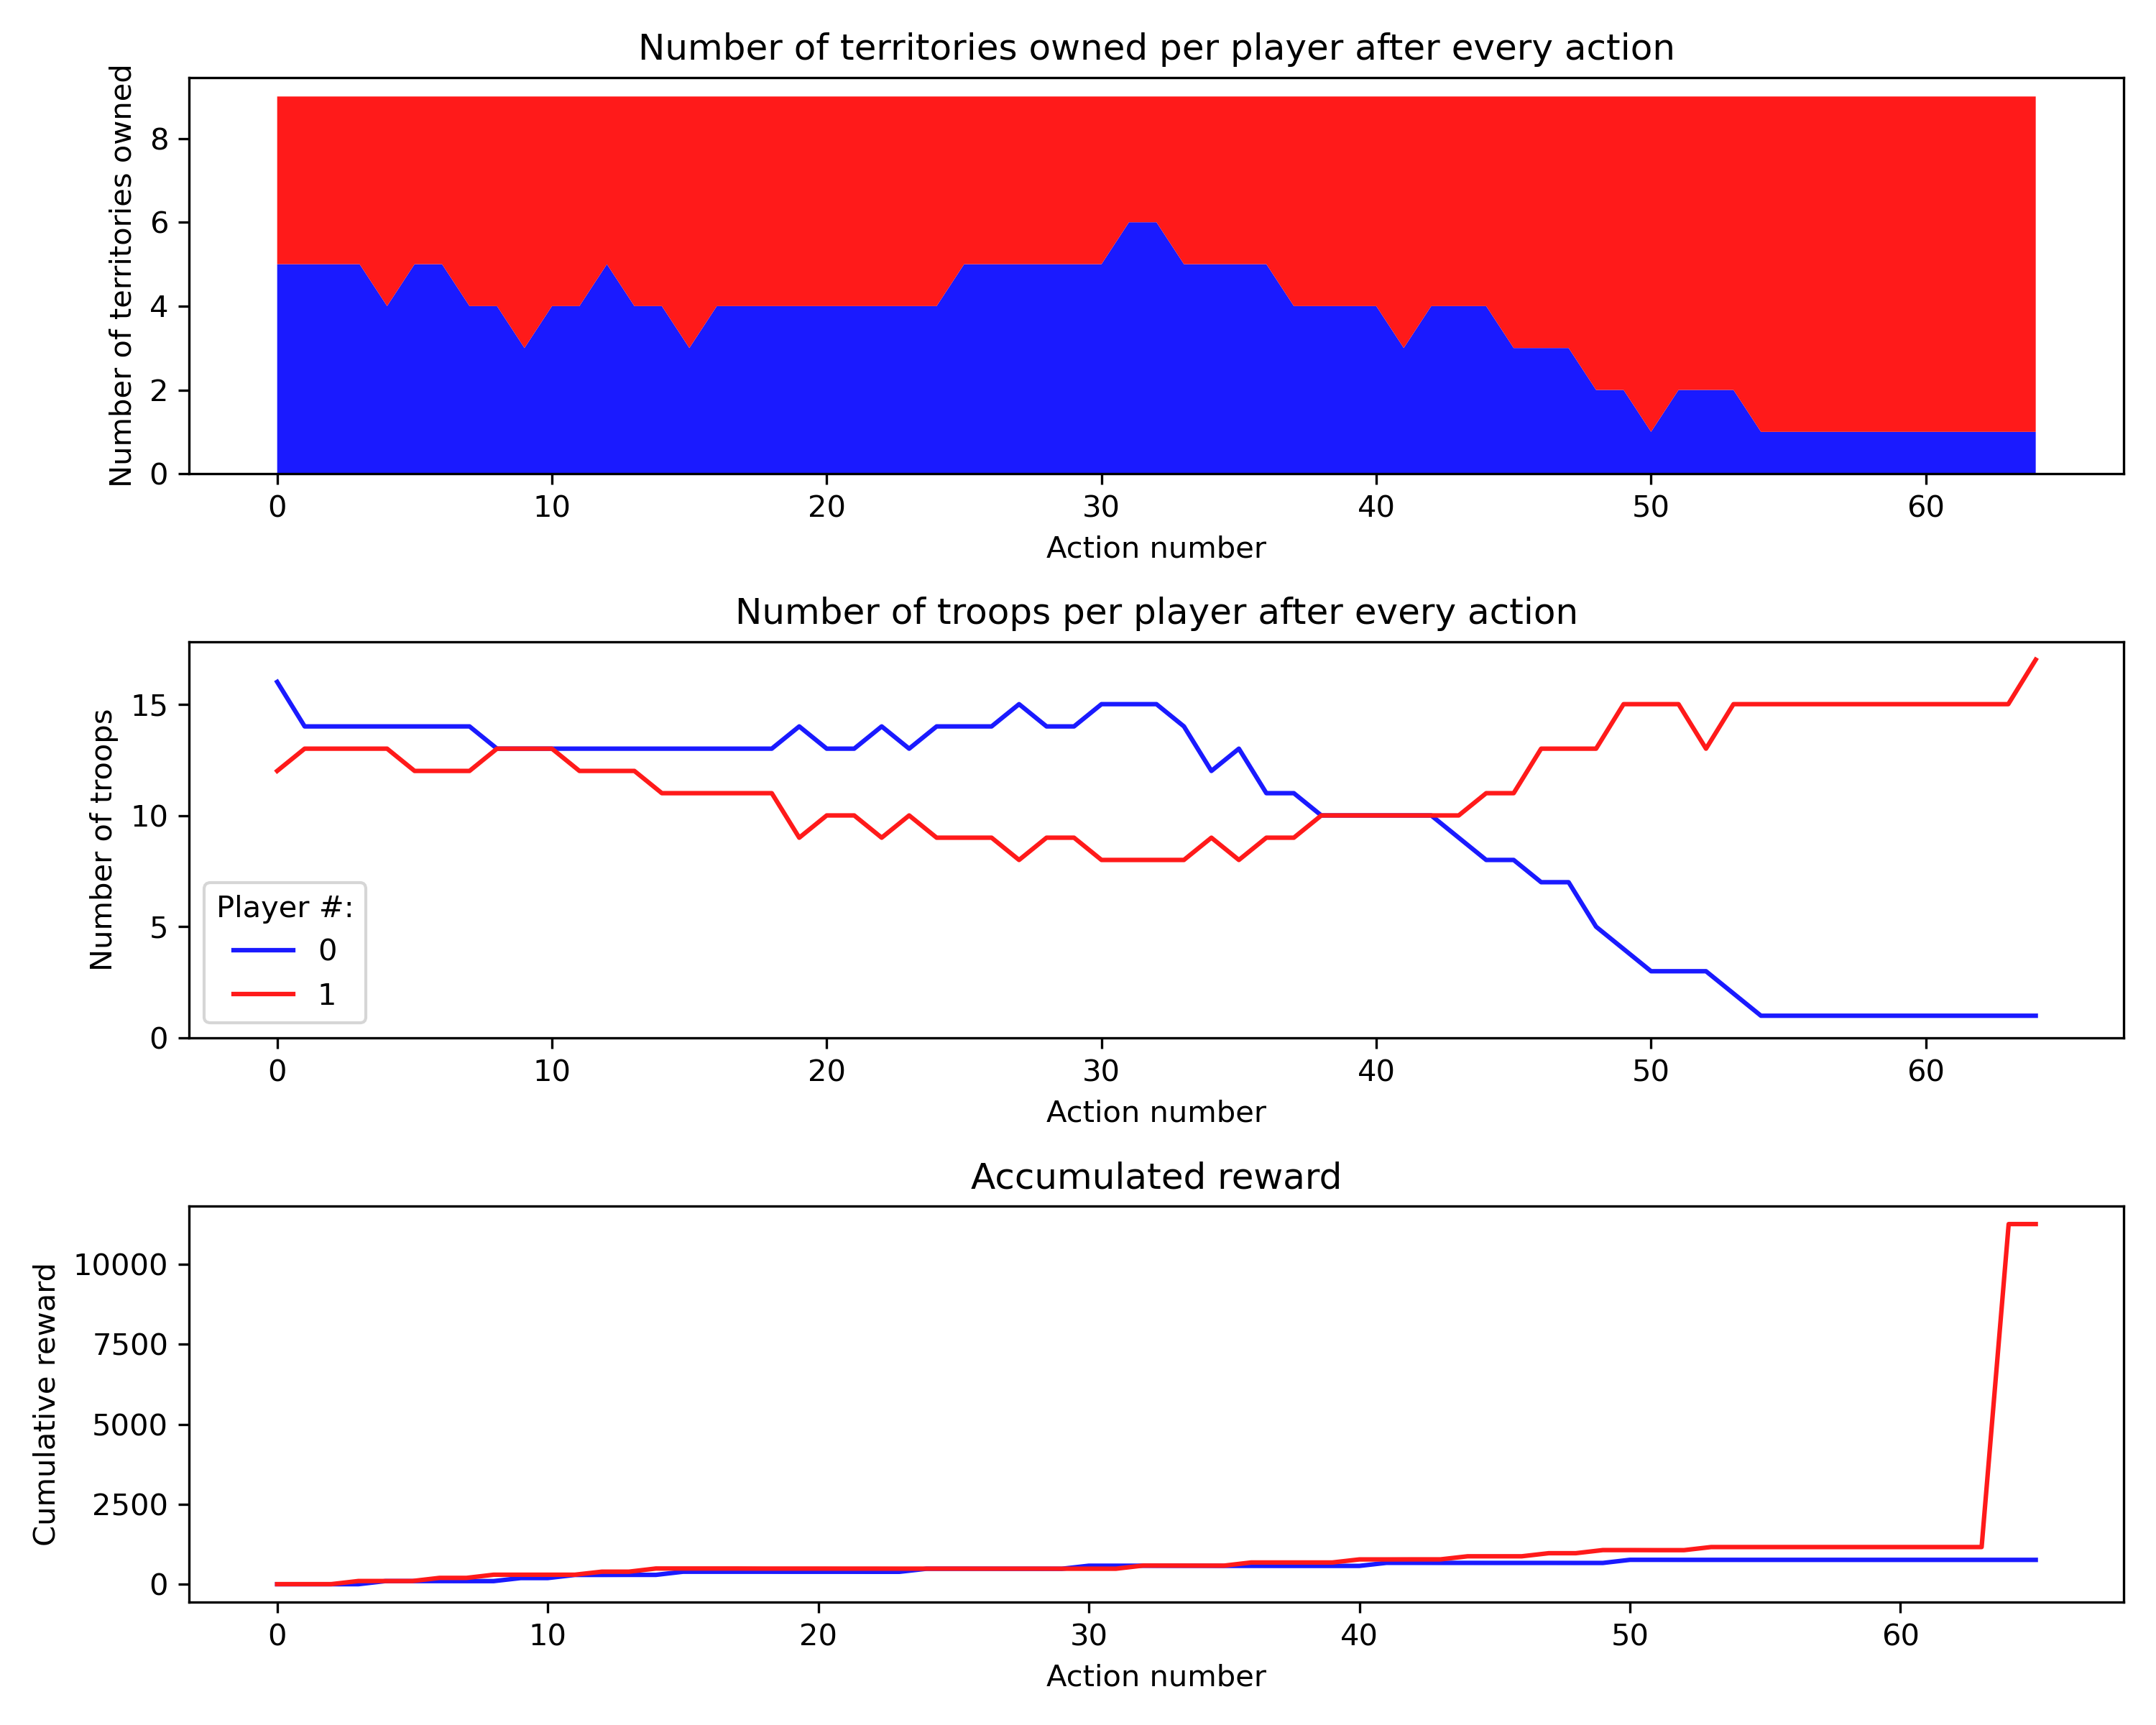 Number of territories owned per player after every action
Number of territories owned
8
6
4
2
0
0 10 20 30 40 50 60
Action number
Number of troops per player after every action
Number of troops
15
10
5
0
Player #:
0
1
0 10 20 30 40 50 60
Action number
Accumulated reward
Cumulative reward
10000
7500
5000
2500
0
0 10 20 30 40 50 60
Action number